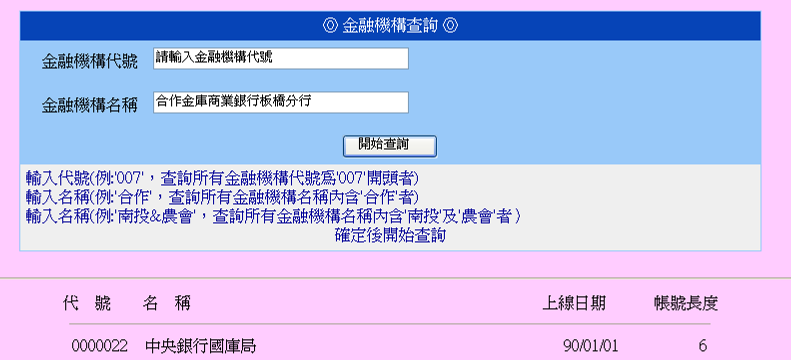 ◎ 金融機構查詢 ◎
金融機構代號 請輸入金融機構代號
金融機構名稱 合作金庫商業銀行板橋分行
開始查詢
輸入代號(例:'007'，查詢所有金融機構代號為'007'開頭者)
輸入名稱(例:'合作'，查詢所有金融機構名稱內含'合作'者)
輸入名稱(例:'南投&農會'，查詢所有金融機構名稱內含'南投'及'農會'者 )
確定後開始查詢
代 號 名 稱 上線日期 帳號長度
0000022 中央銀行國庫局 90/01/01 6